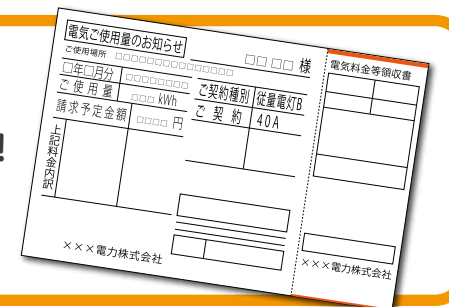 電気ご使用量のお知らせ
ご使用場所 □□□□□□□□□□□□□□
□□ □□ 様
□年□月分 □□□□□□□□
ご使用量 □□□ kWh
請求予定金額 □□□□ 円
ご契約種別 従量電灯B
ご契約 40A
上記料金内訳
×××電力株式会社
電気料金等領収書
×××電力株式会社
!